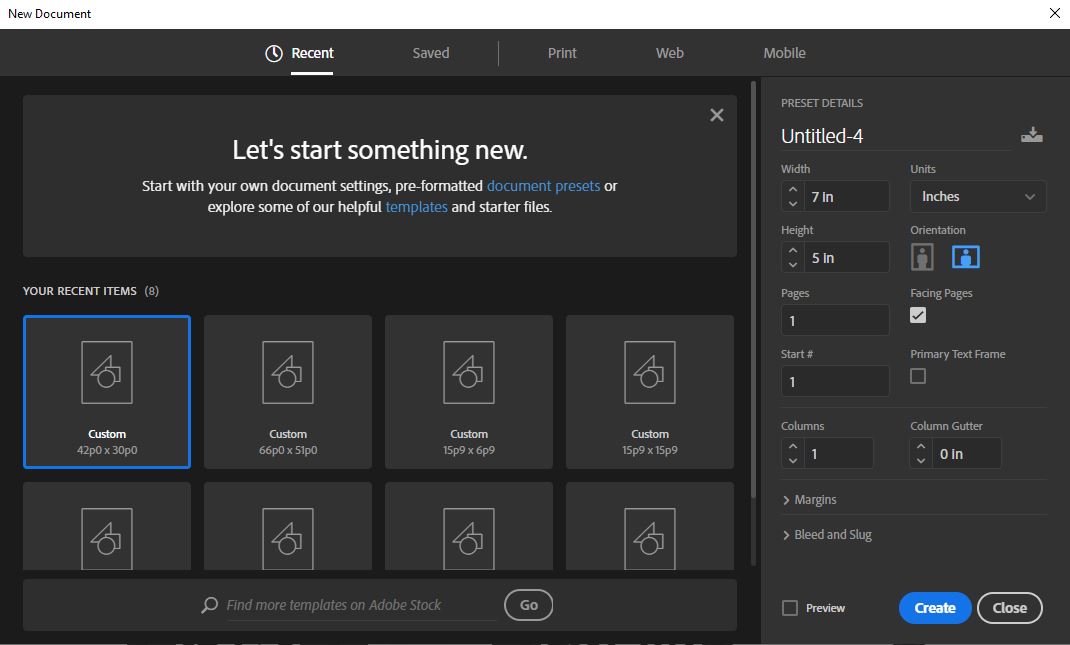 New Document
Recent
Saved
Print
Web
Mobile
Let's start something new.
Start with your own document settings, pre-formatted document presets or
explore some of our helpful templates and starter files.
YOUR RECENT ITEMS (8)
Custom
42p0 x 30p0
Custom
66p0 x 51p0
Custom
15p9 x 6p9
Custom
15p9 x 15p9
Find more templates on Adobe Stock
Go
PRESET DETAILS
Untitled-4
Width
Units
7 in
Inches
Height
Orientation
5 in
Pages
Facing Pages
1
Start #
Primary Text Frame
1
Columns
Column Gutter
1
0 in
Margins
Bleed and Slug
Preview
Create
Close